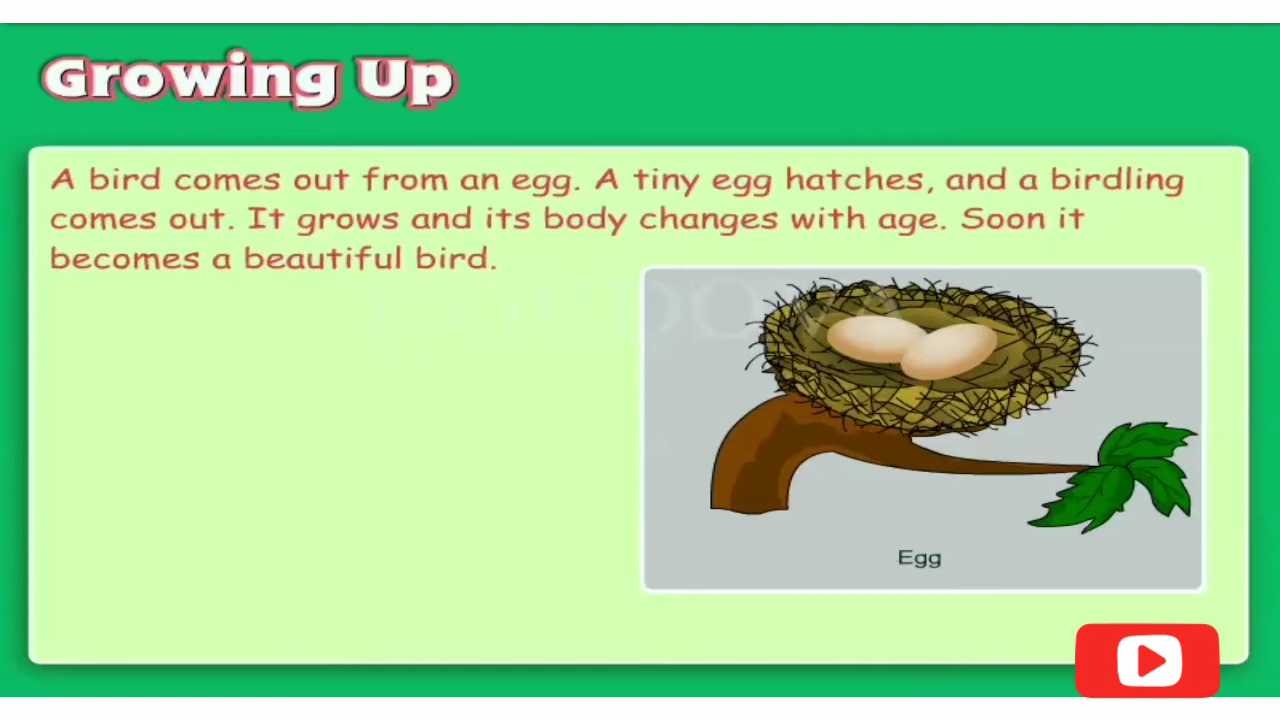 Growing Up
A bird comes out from an egg. A tiny egg hatches, and a birdling
comes out. It grows and its body changes with age. Soon it
becomes a beautiful bird.
Egg